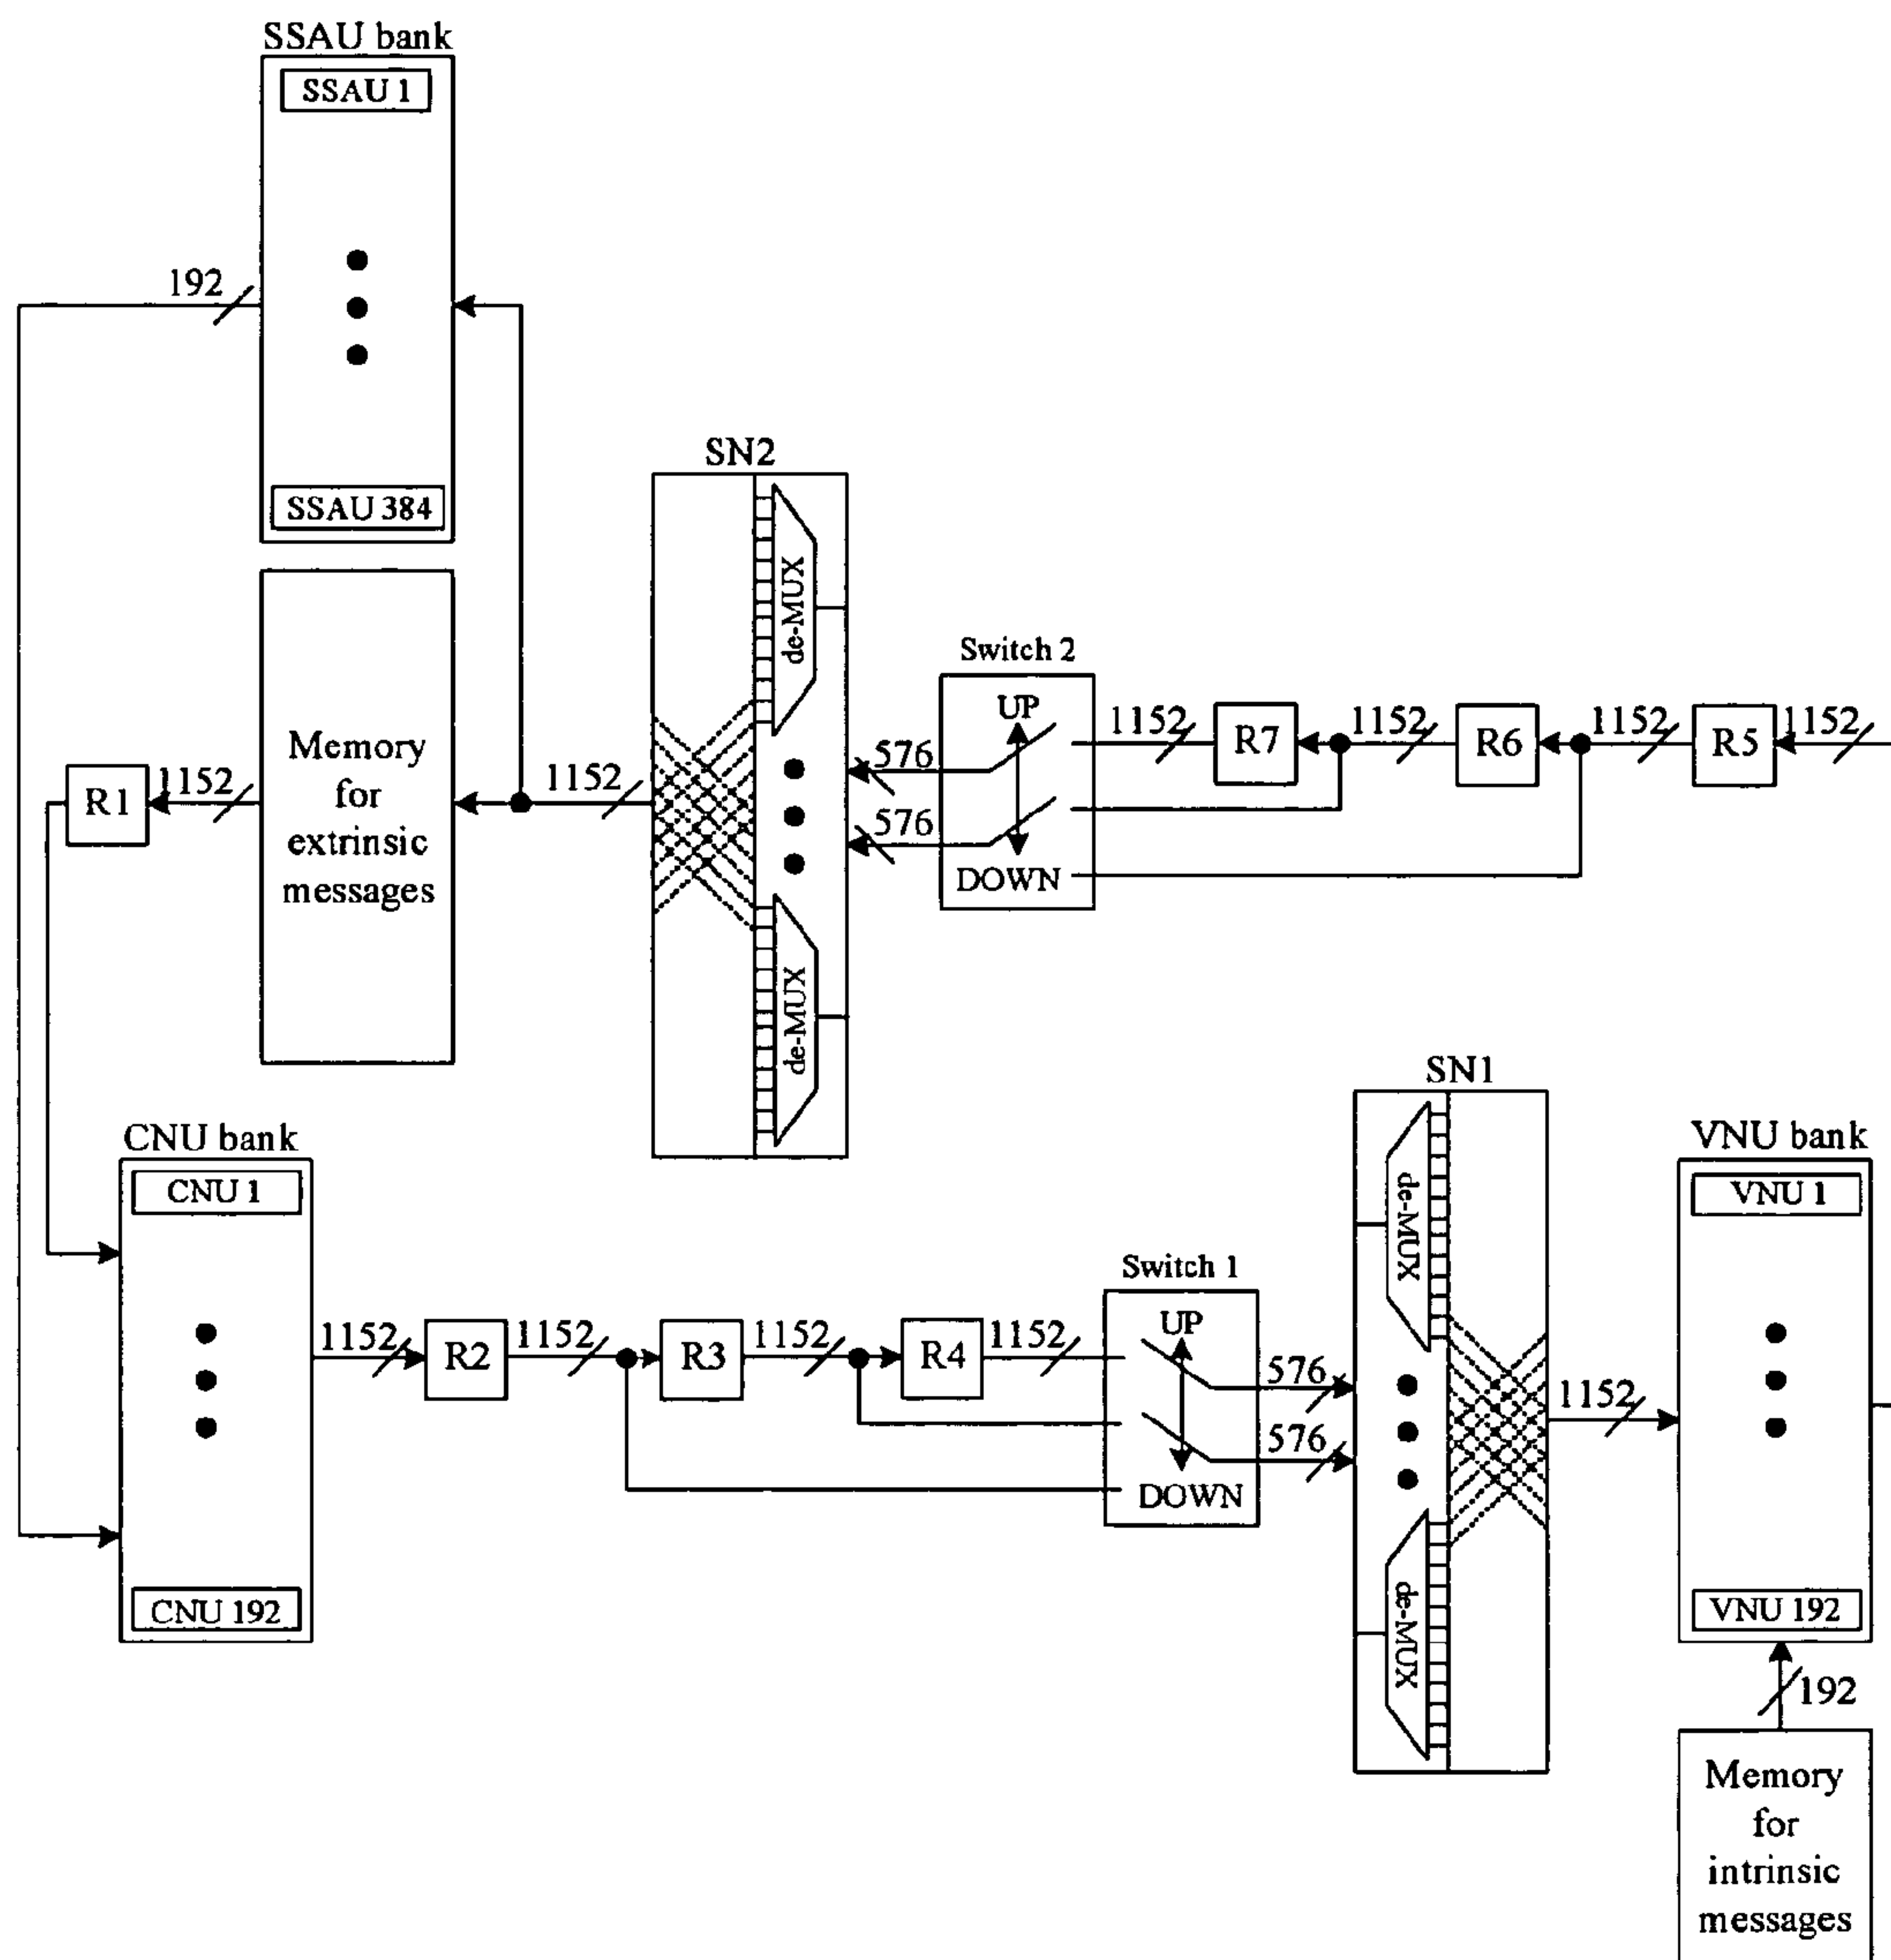 SSAU bank
SSAU 1
192
SSAU 384
SN2
de-MUX
de-MUX
Switch 2
UP
DOWN
576
576
1152
R7
1152
R6
1152
R5
1152
1152
Memory
for
extrinsic
messages
1152
R1
CNU bank
CNU 1
CNU 192
1152
R2
1152
R3
1152
R4
1152
Switch 1
UP
DOWN
576
576
SN1
de-MUX
de-MUX
1152
VNU bank
VNU 1
VNU 192
192
Memory
for
intrinsic
messages